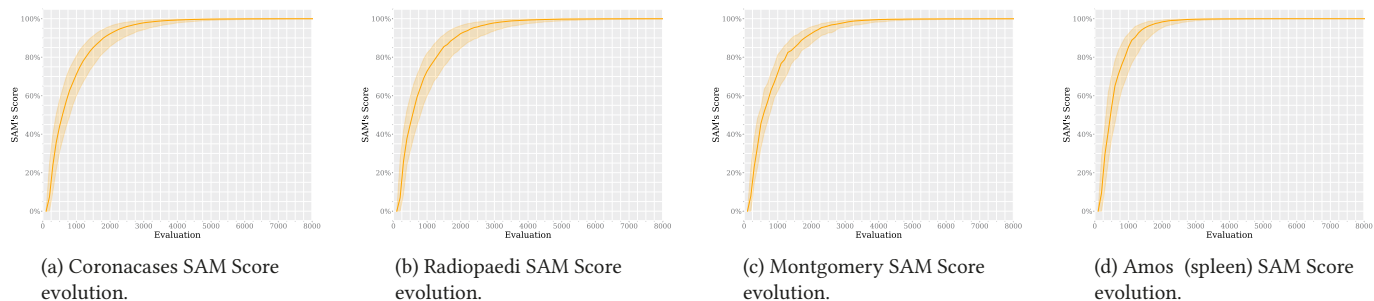 100%
80%
60%
40%
20%
0%
SAM's Score
0 1000 2000 3000 4000 5000 6000 7000 8000
Evaluation
(a) Coronacases SAM Score
evolution.
100%
80%
60%
40%
20%
0%
SAM's Score
0 1000 2000 3000 4000 5000 6000 7000 8000
Evaluation
(b) Radiopaedi SAM Score
evolution.
100%
80%
60%
40%
20%
0%
SAM's Score
0 1000 2000 3000 4000 5000 6000 7000 8000
Evaluation
(c) Montgomery SAM Score
evolution.
100%
80%
60%
40%
20%
0%
SAM's Score
0 1000 2000 3000 4000 5000 6000 7000 8000
Evaluation
(d) Amos (spleen) SAM Score
evolution.